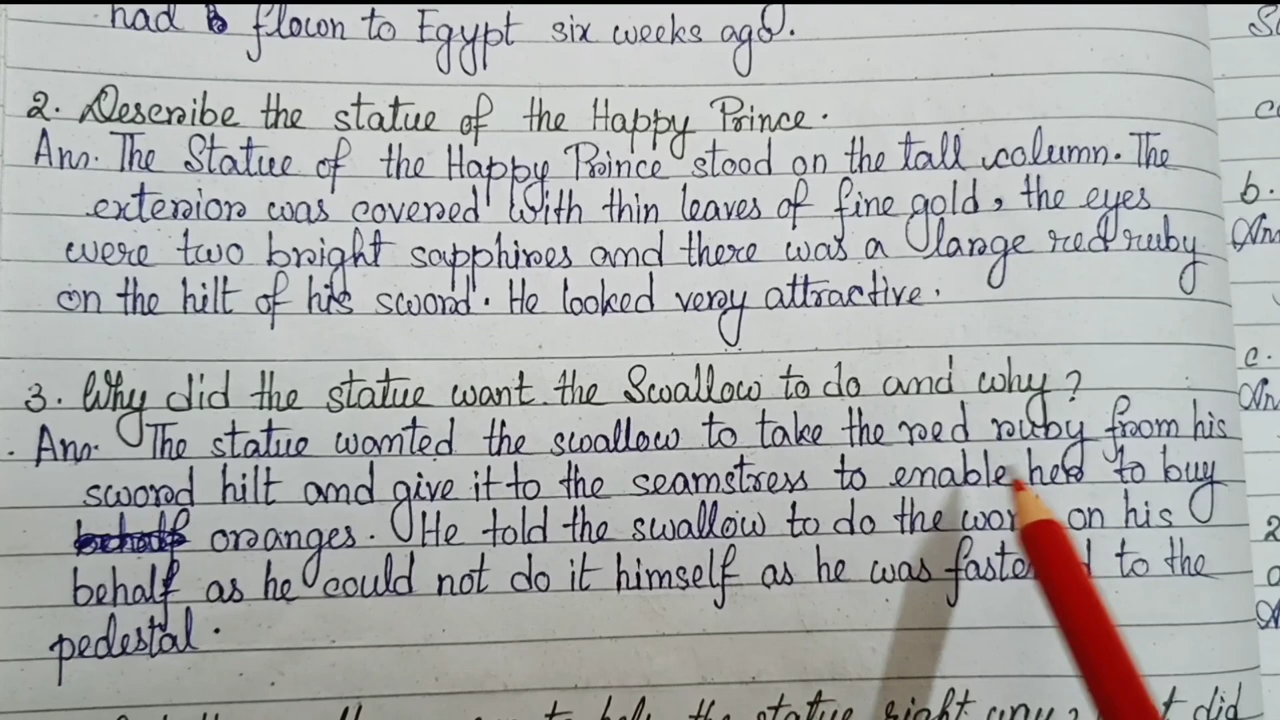 had flown to Egypt six weeks ago.
2. Describe the statue of the Happy Prince.
Ans. The Statue of the Happy Prince stood on the tall column. The
exterior was covered with thin leaves of fine gold, the eyes
were two bright sapphires and there was a large red ruby
on the hilt of his sword. He looked very attractive.
3. Why did the statue want the Swallow to do and why?
Ans. The statue wanted the swallow to take the red ruby from his
sword hilt and give it to the seamstress to enable her to buy
oranges. He told the swallow to do the on his
behalf as he could not do it himself as he was to the
pedestal.
the statue right
did
b.
c.
2